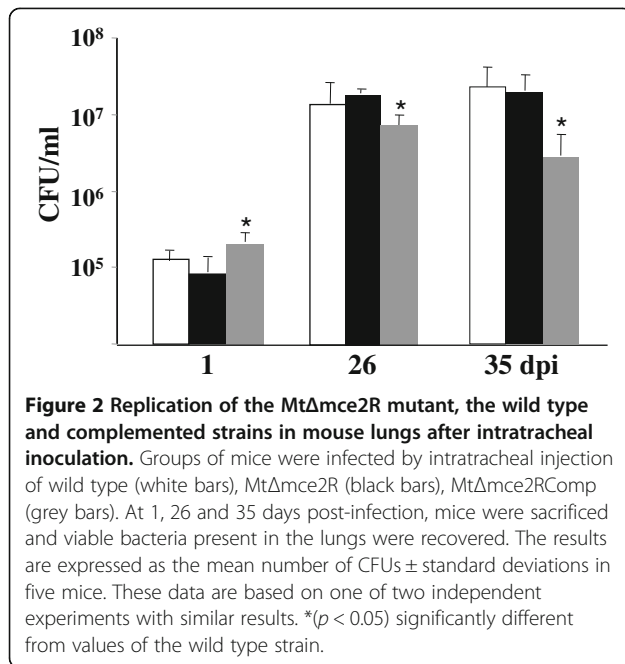 10⁸
10⁷
10⁶
10⁵
CFU/ml
*
*
*
1 26 35 dpi
Figure 2 Replication of the MtΔmce2R mutant, the wild type
and complemented strains in mouse lungs after intratracheal
inoculation. Groups of mice were infected by intratracheal injection
of wild type (white bars), MtΔmce2R (black bars), MtΔmce2RComp
(grey bars). At 1, 26 and 35 days post-infection, mice were sacrificed
and viable bacteria present in the lungs were recovered. The results
are expressed as the mean number of CFUs ± standard deviations in
five mice. These data are based on one of two independent
experiments with similar results. *(p < 0.05) significantly different
from values of the wild type strain.